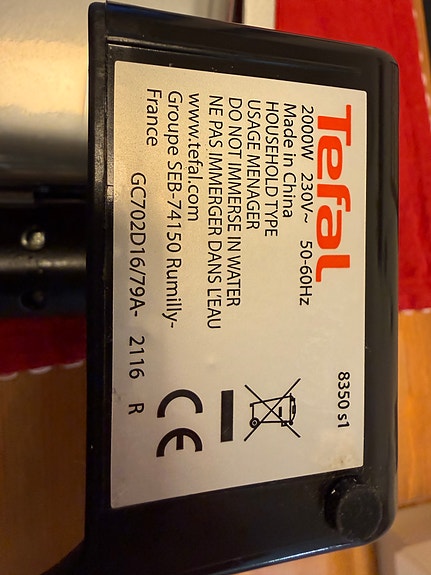 Tefal
8350 s1
2000W 230V~ 50-60Hz
Made in China
HOUSEHOLD TYPE
USAGE MENAGER
DO NOT IMMERSE IN WATER
NE PAS IMMERGER DANS L'EAU
www.tefal.com
Groupe SEB-74150 Rumilly-
France
GC702D16/79A- 2116 R
CE